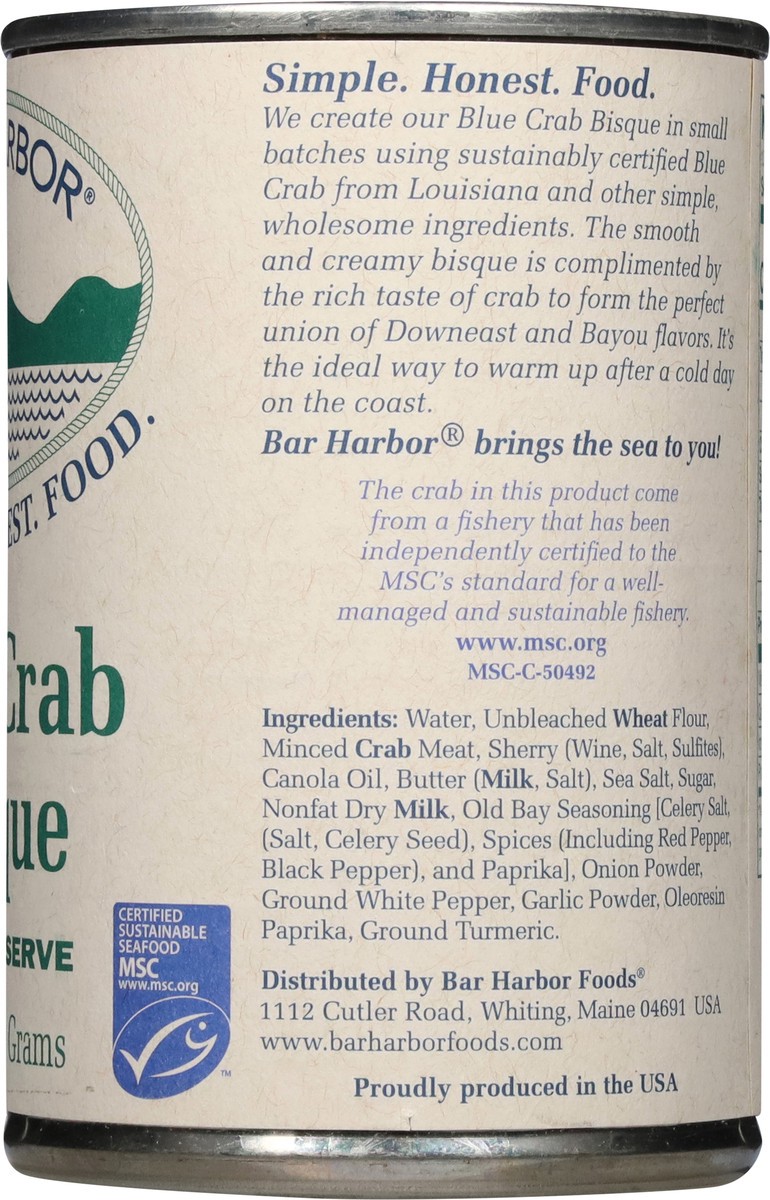 RBOR®
EST. FOOD.
Crab
que
SERVE
Grams
CERTIFIED
SUSTAINABLE
SEAFOOD
MSC
www.msc.org
TM
Simple. Honest. Food.
We create our Blue Crab Bisque in small
batches using sustainably certified Blue
Crab from Louisiana and other simple,
wholesome ingredients. The smooth
and creamy bisque is complimented by
the rich taste of crab to form the perfect
union of Downeast and Bayou flavors. It's
the ideal way to warm up after a cold day
on the coast.
Bar Harbor® brings the sea to you!
The crab in this product come
from a fishery that has been
independently certified to the
MSC's standard for a well-
managed and sustainable fishery.
www.msc.org
MSC-C-50492
Ingredients: Water, Unbleached Wheat Flour,
Minced Crab Meat, Sherry (Wine, Salt, Sulfites),
Canola Oil, Butter (Milk, Salt), Sea Salt, Sugar,
Nonfat Dry Milk, Old Bay Seasoning [Celery Salt,
(Salt, Celery Seed), Spices (Including Red Pepper,
Black Pepper), and Paprika], Onion Powder,
Ground White Pepper, Garlic Powder, Oleoresin
Paprika, Ground Turmeric.
Distributed by Bar Harbor Foods®
1112 Cutler Road, Whiting, Maine 04691 USA
www.barharborfoods.com
Proudly produced in the USA